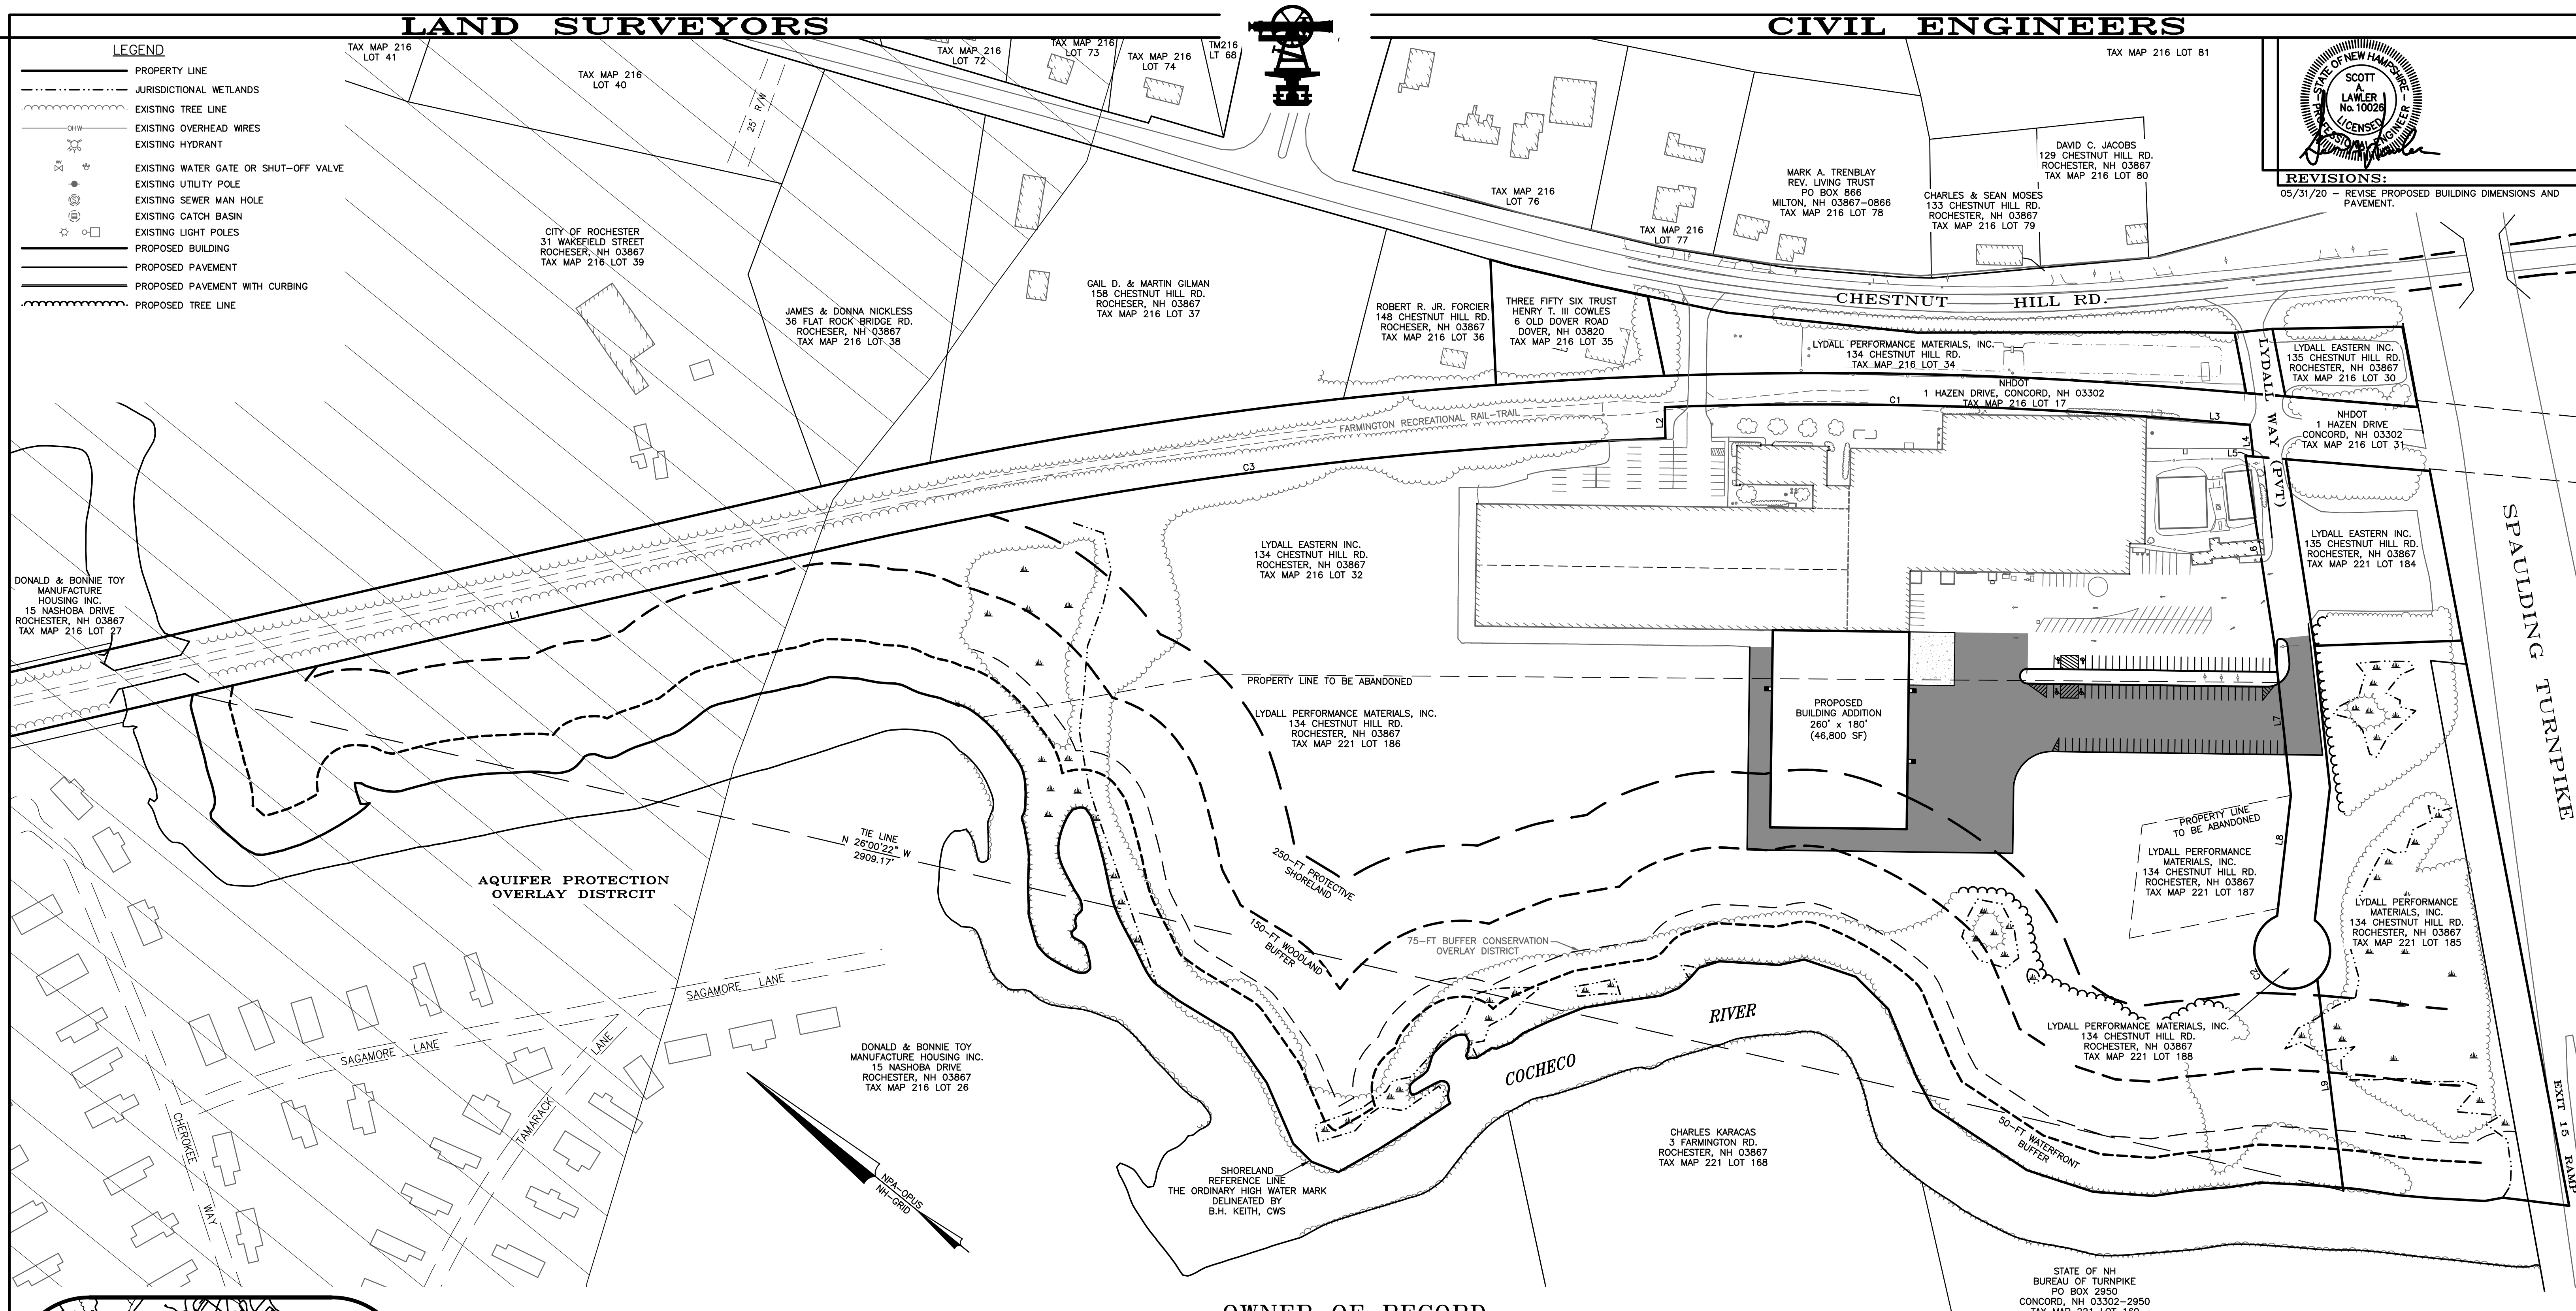 LAND SURVEYORS
CIVIL ENGINEERS
LEGEND
PROPERTY LINE
JURISDICTIONAL WETLANDS
EXISTING TREE LINE
OHW
EXISTING OVERHEAD WIRES
EXISTING HYDRANT
EXISTING WATER GATE OR SHUT-OFF VALVE
EXISTING UTILITY POLE
EXISTING SEWER MAN HOLE
EXISTING CATCH BASIN
EXISTING LIGHT POLES
PROPOSED BUILDING
PROPOSED PAVEMENT
PROPOSED PAVEMENT WITH CURBING
PROPOSED TREE LINE
TAX MAP 216
LOT 41
TAX MAP 216
LOT 40
25' R/W
TAX MAP 216
LOT 72
TAX MAP 216
LOT 73
TAX MAP 216
LOT 74
TM216
LT 68
TAX MAP 216
LOT 76
TAX MAP 216
LOT 77
MARK A. TRENBLAY
REV. LIVING TRUST
PO BOX 866
MILTON, NH 03867-0866
TAX MAP 216 LOT 78
CHARLES & SEAN MOSES
133 CHESTNUT HILL RD.
ROCHESTER, NH 03867
TAX MAP 216 LOT 79
DAVID C. JACOBS
129 CHESTNUT HILL RD.
ROCHESTER, NH 03867
TAX MAP 216 LOT 80
TAX MAP 216 LOT 81
STATE OF NEW HAMPSHIRE
SCOTT
A.
LAWLER
No. 10026
LICENSED
PROFESSIONAL ENGINEER
REVISIONS:
05/31/20 - REVISE PROPOSED BUILDING DIMENSIONS AND
PAVEMENT.
CITY OF ROCHESTER
31 WAKEFIELD STREET
ROCHESER, NH 03867
TAX MAP 216 LOT 39
JAMES & DONNA NICKLESS
36 FLAT ROCK BRIDGE RD.
ROCHESER, NH 03867
TAX MAP 216 LOT 38
GAIL D. & MARTIN GILMAN
158 CHESTNUT HILL RD.
ROCHESER, NH 03867
TAX MAP 216 LOT 37
ROBERT R. JR. FORCIER
148 CHESTNUT HILL RD.
ROCHESER, NH 03867
TAX MAP 216 LOT 36
THREE FIFTY SIX TRUST
HENRY T. III COWLES
6 OLD DOVER ROAD
DOVER, NH 03820
TAX MAP 216 LOT 35
CHESTNUT HILL RD.
LYDALL PERFORMANCE MATERIALS, INC.
134 CHESTNUT HILL RD.
TAX MAP 216 LOT 34
NHDOT
1 HAZEN DRIVE, CONCORD, NH 03302
TAX MAP 216 LOT 17
LYDALL WAY (PVT)
LYDALL EASTERN INC.
135 CHESTNUT HILL RD.
ROCHESTER, NH 03867
TAX MAP 216 LOT 30
NHDOT
1 HAZEN DRIVE
CONCORD, NH 03302
TAX MAP 216 LOT 31
LYDALL EASTERN INC.
135 CHESTNUT HILL RD.
ROCHESTER, NH 03867
TAX MAP 221 LOT 184
SPAULDING TURNPIKE
EXIT 15 RAMP
FARMINGTON RECREATIONAL RAIL-TRAIL
C1
C3
L1
L2
L3
L4
L5
L6
L7
L8
L9
C2
DONALD & BONNIE TOY
MANUFACTURE
HOUSING INC.
15 NASHOBA DRIVE
ROCHESTER, NH 03867
TAX MAP 216 LOT 27
LYDALL EASTERN INC.
134 CHESTNUT HILL RD.
ROCHESTER, NH 03867
TAX MAP 216 LOT 32
PROPERTY LINE TO BE ABANDONED
LYDALL PERFORMANCE MATERIALS, INC.
134 CHESTNUT HILL RD.
ROCHESTER, NH 03867
TAX MAP 221 LOT 186
PROPOSED
BUILDING ADDITION
260' x 180'
(46,800 SF)
PROPERTY LINE
TO BE ABANDONED
LYDALL PERFORMANCE
MATERIALS, INC.
134 CHESTNUT HILL RD.
ROCHESTER, NH 03867
TAX MAP 221 LOT 187
LYDALL PERFORMANCE
MATERIALS, INC.
134 CHESTNUT HILL RD.
ROCHESTER, NH 03867
TAX MAP 221 LOT 185
LYDALL PERFORMANCE MATERIALS, INC.
134 CHESTNUT HILL RD.
ROCHESTER, NH 03867
TAX MAP 221 LOT 188
TIE LINE
N 26°00'22" W
2909.17'
250-FT PROTECTIVE
SHORELAND
150-FT WOODLAND
BUFFER
75-FT BUFFER CONSERVATION
OVERLAY DISTRICT
50-FT WATERFRONT
BUFFER
AQUIFER PROTECTION
OVERLAY DISTRCIT
SAGAMORE LANE
SAGAMORE LANE
TAMARACK LANE
CHEROKEE WAY
DONALD & BONNIE TOY
MANUFACTURE HOUSING INC.
15 NASHOBA DRIVE
ROCHESTER, NH 03867
TAX MAP 216 LOT 26
NPA-OPUS
NH-GRID
SHORELAND
REFERENCE LINE
THE ORDINARY HIGH WATER MARK
DELINEATED BY
B.H. KEITH, CWS
COCHECO RIVER
CHARLES KARACAS
3 FARMINGTON RD.
ROCHESTER, NH 03867
TAX MAP 221 LOT 168
STATE OF NH
BUREAU OF TURNPIKE
PO BOX 2950
CONCORD, NH 03302-2950
TAX MAP 221 LOT 169
OWNER OF RECORD